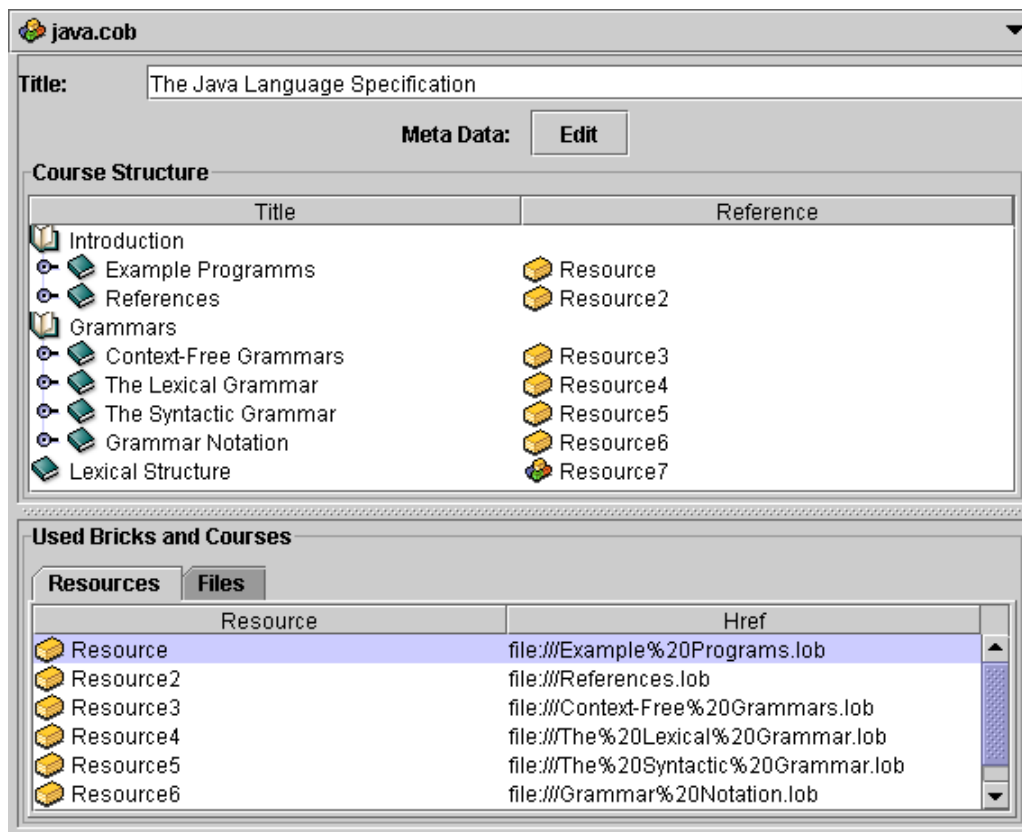 java.cob
Title: The Java Language Specification
Meta Data: Edit
Course Structure
Title Reference
Introduction
Example Programms Resource
References Resource2
Grammars
Context-Free Grammars Resource3
The Lexical Grammar Resource4
The Syntactic Grammar Resource5
Grammar Notation Resource6
Lexical Structure Resource7
Used Bricks and Courses
Resources Files
Resource Href
Resource file:///Example%20Programs.lob
Resource2 file:///References.lob
Resource3 file:///Context-Free%20Grammars.lob
Resource4 file:///The%20Lexical%20Grammar.lob
Resource5 file:///The%20Syntactic%20Grammar.lob
Resource6 file:///Grammar%20Notation.lob